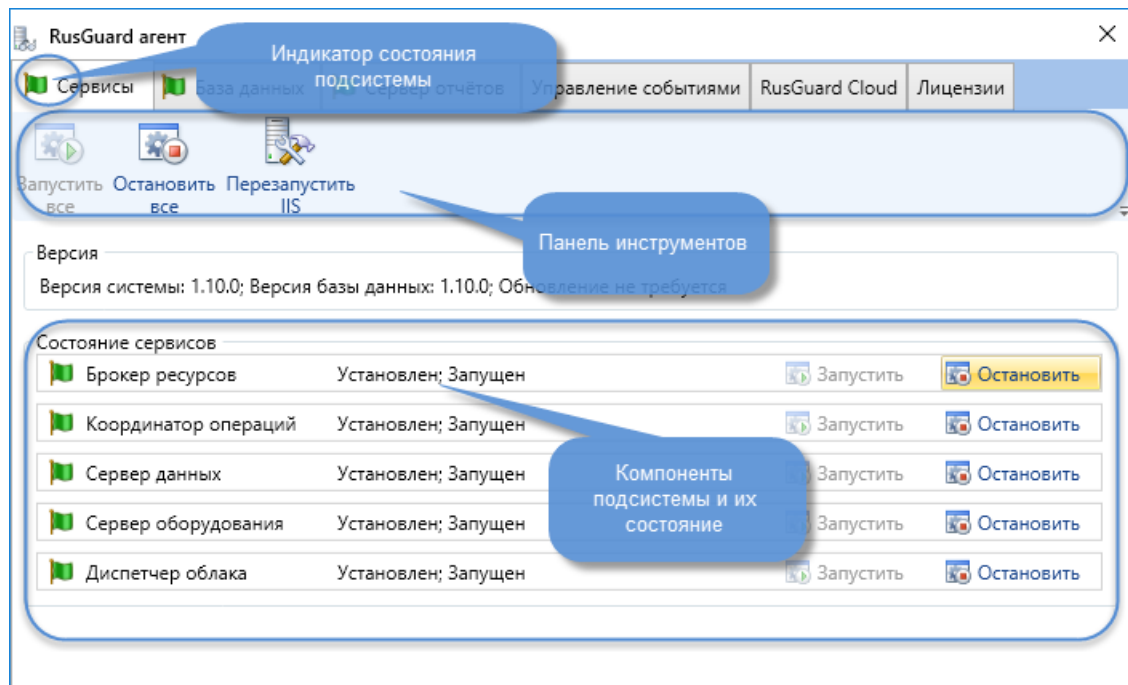 RusGuard агент
Индикатор состояния
подсистемы
Сервисы
База данных
Сервер отчётов
Управление событиями
RusGuard Cloud
Лицензии
Запустить
все
Остановить
все
Перезапустить
IIS
Панель инструментов
Версия
Версия системы: 1.10.0; Версия базы данных: 1.10.0; Обновление не требуется
Состояние сервисов
Брокер ресурсов Установлен; Запущен Запустить Остановить
Координатор операций Установлен; Запущен Запустить Остановить
Сервер данных Установлен; Запущен Запустить Остановить
Сервер оборудования Установлен; Запущен Запустить Остановить
Диспетчер облака Установлен; Запущен Запустить Остановить
Компоненты
подсистемы и их
состояние